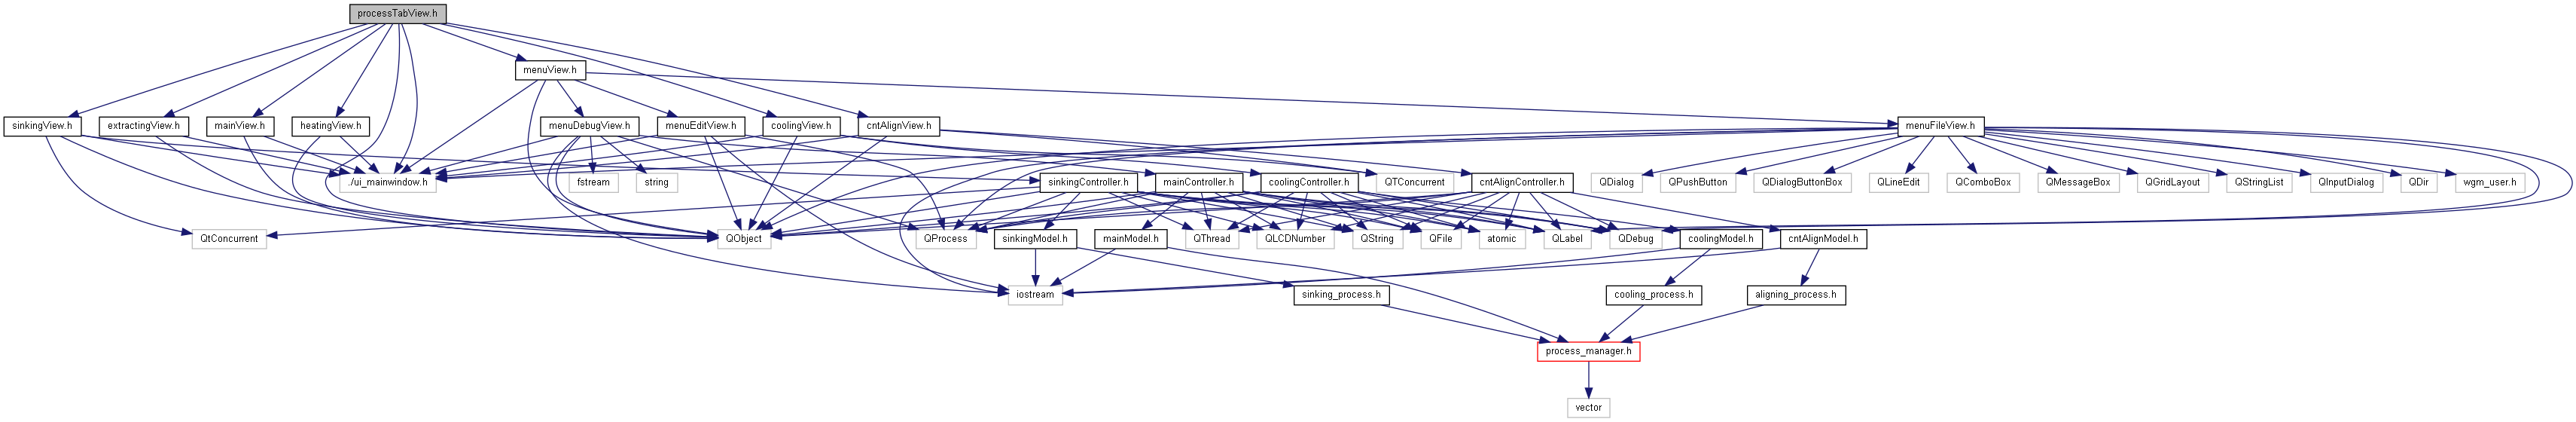 processTabView.h
menuView.h
sinkingView.h
extractingView.h
mainView.h
heatingView.h
menuDebugView.h
menuEditView.h
coolingView.h
cntAlignView.h
menuFileView.h
./ui_mainwindow.h
fstream
string
sinkingController.h
mainController.h
coolingController.h
QTConcurrent
cntAlignController.h
QDialog
QPushButton
QDialogButtonBox
QLineEdit
QComboBox
QMessageBox
QGridLayout
QStringList
QInputDialog
QDir
wgm_user.h
QtConcurrent
QObject
QProcess
sinkingModel.h
mainModel.h
QThread
QLCDNumber
QString
QFile
atomic
QLabel
QDebug
coolingModel.h
cntAlignModel.h
iostream
sinking_process.h
cooling_process.h
aligning_process.h
process_manager.h
vector